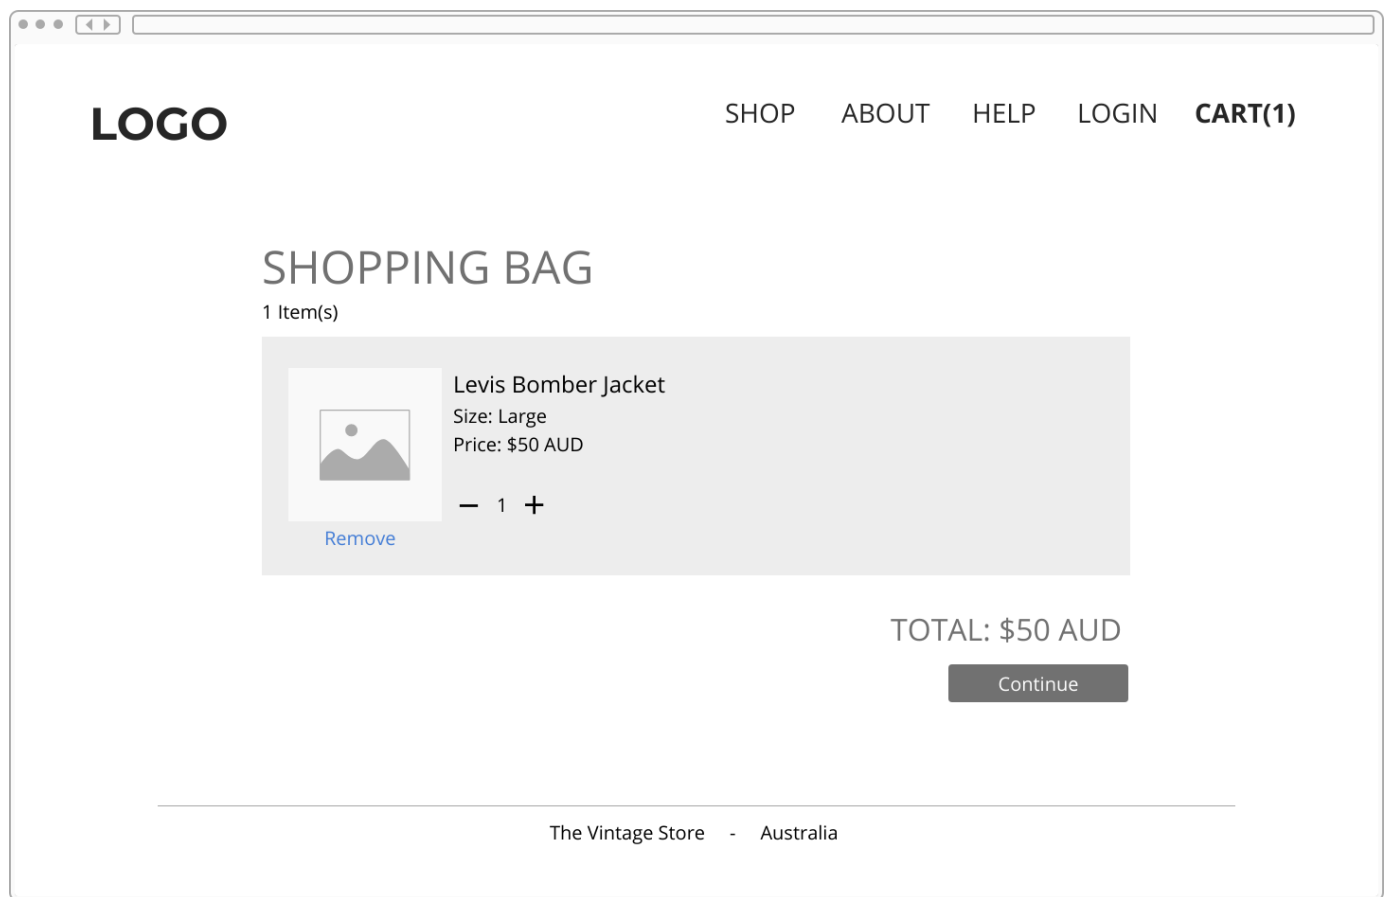 LOGO
SHOP ABOUT HELP LOGIN CART(1)
SHOPPING BAG
1 Item(s)
Levis Bomber Jacket
Size: Large
Price: $50 AUD
− 1 +
Remove
TOTAL: $50 AUD
Continue
The Vintage Store - Australia